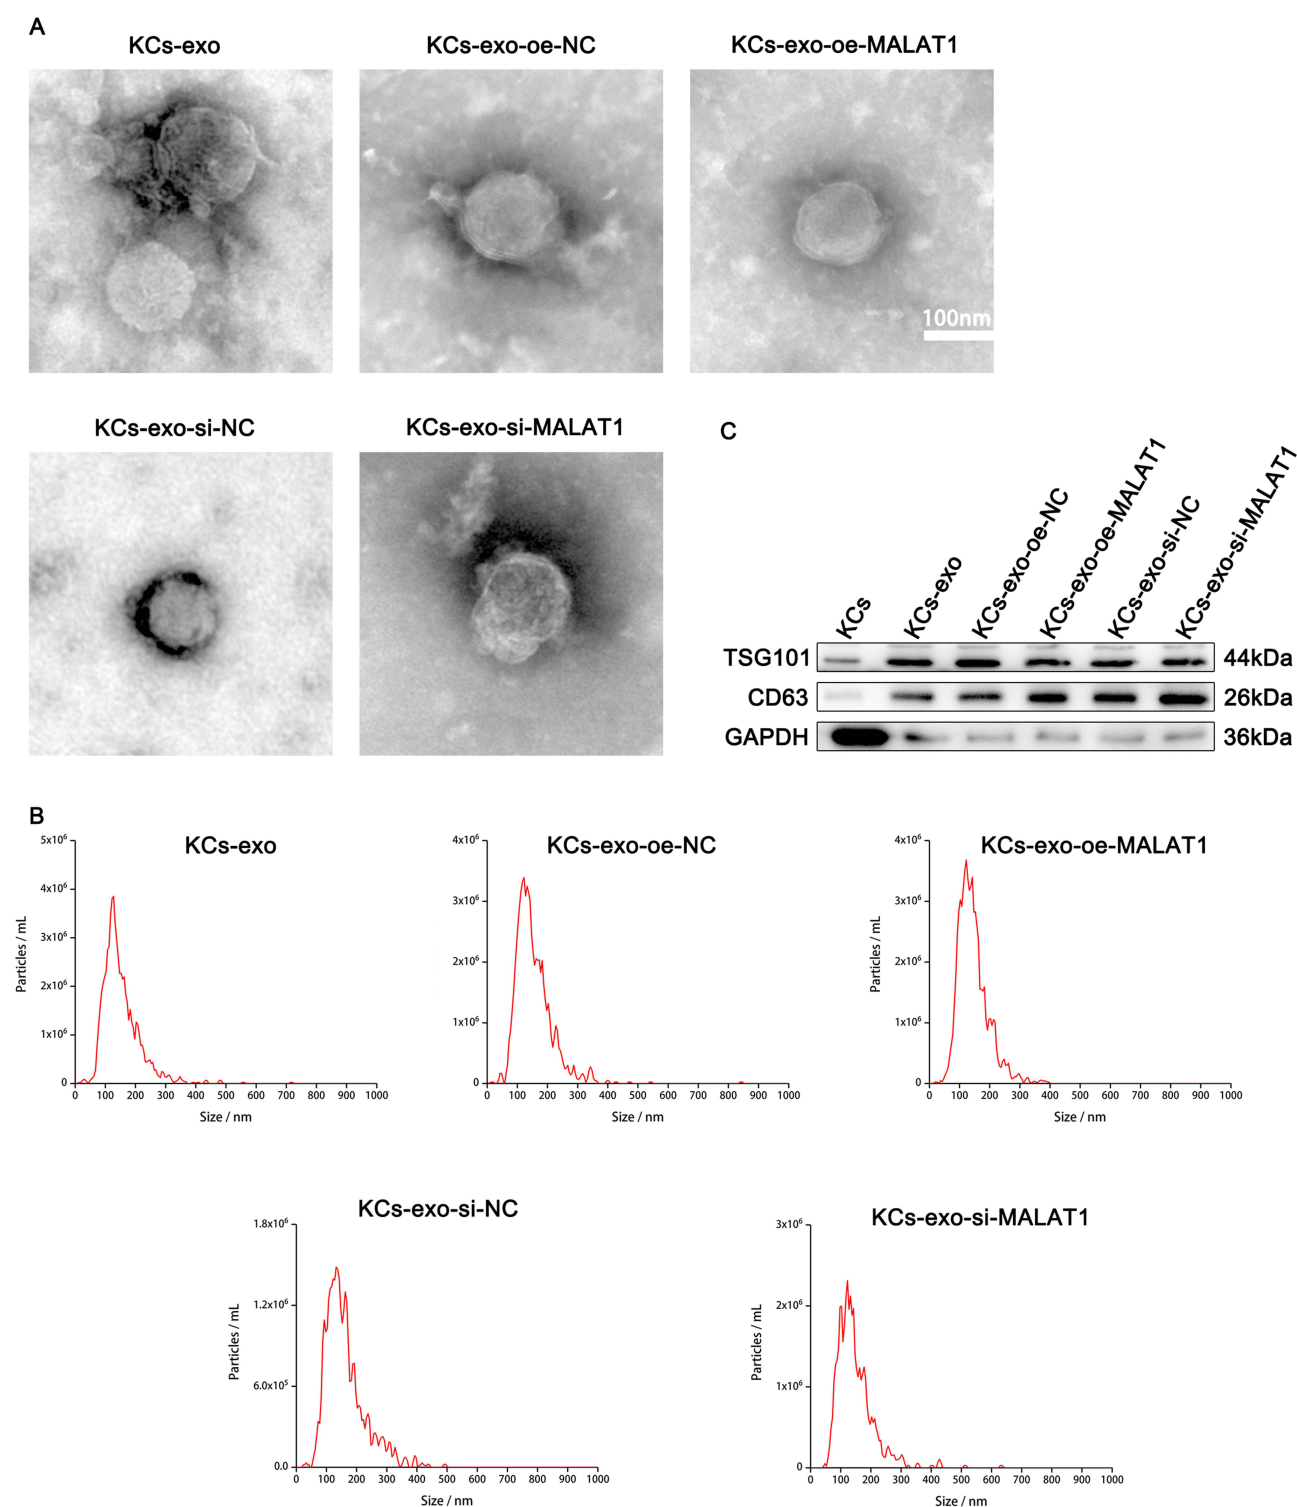 A
KCs-exo
KCs-exo-oe-NC
KCs-exo-oe-MALAT1
100nm
KCs-exo-si-NC
KCs-exo-si-MALAT1
C
KCs
KCs-exo
KCs-exo-oe-NC
KCs-exo-oe-MALAT1
KCs-exo-si-NC
KCs-exo-si-MALAT1
TSG101 44kDa
CD63 26kDa
GAPDH 36kDa
B
KCs-exo
5x10⁶
4x10⁶
3x10⁶
2x10⁶
1x10⁶
0
Particles / mL
0 100 200 300 400 500 600 700 800 900 1000
Size / nm
KCs-exo-oe-NC
4x10⁶
3x10⁶
2x10⁶
1x10⁶
0
0 100 200 300 400 500 600 700 800 900 1000
Size / nm
KCs-exo-oe-MALAT1
4x10⁶
3x10⁶
2x10⁶
1x10⁶
0
Particles / mL
0 100 200 300 400 500 600 700 800 900 1000
Size / nm
KCs-exo-si-NC
1.8x10⁶
1.2x10⁶
6.0x10⁵
0.0
Particles / mL
0 100 200 300 400 500 600 700 800 900 1000
Size / nm
KCs-exo-si-MALAT1
3x10⁶
2x10⁶
1x10⁶
0
Particles / mL
0 100 200 300 400 500 600 700 800 900 1000
Size / nm